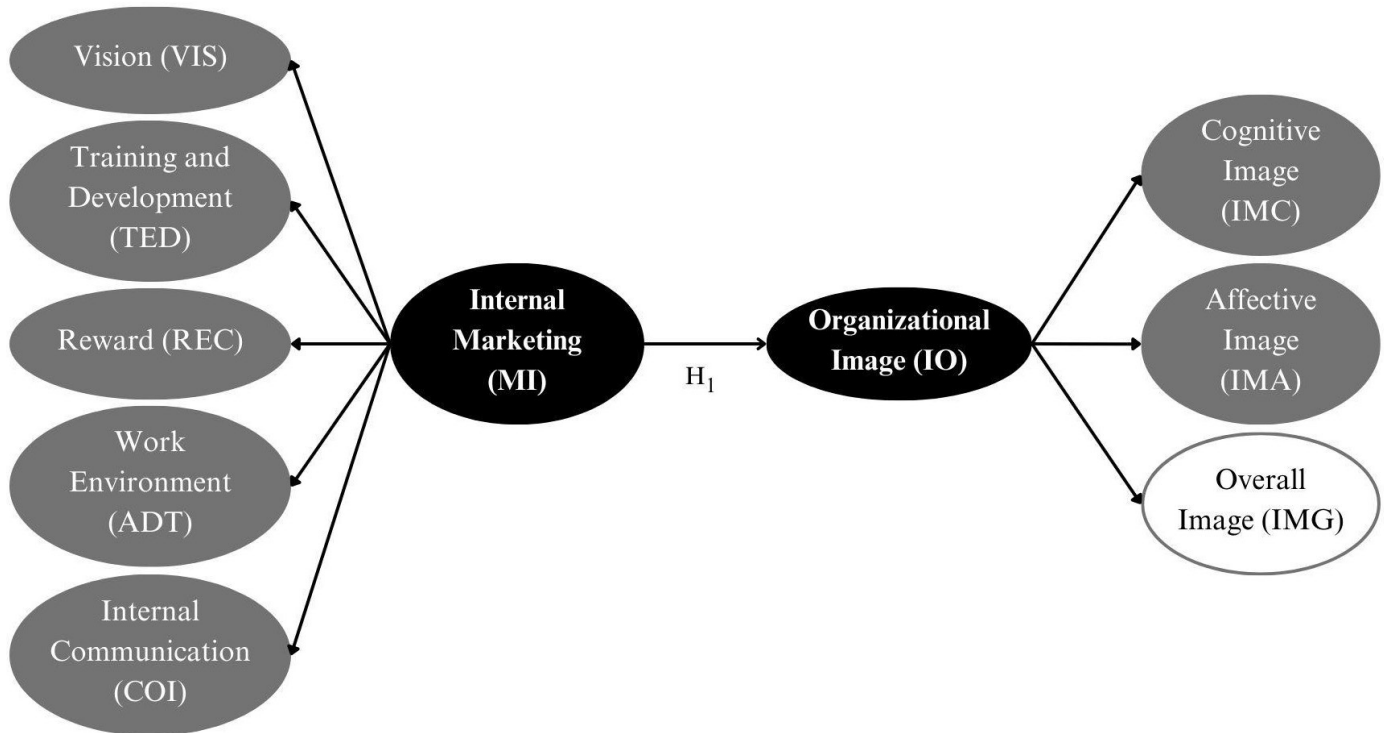 Vision (VIS)
Training and
Development
(TED)
Reward (REC)
Work
Environment
(ADT)
Internal
Communication
(COI)
Internal
Marketing
(MI)
H₁
Organizational
Image (IO)
Cognitive
Image
(IMC)
Affective
Image
(IMA)
Overall
Image (IMG)